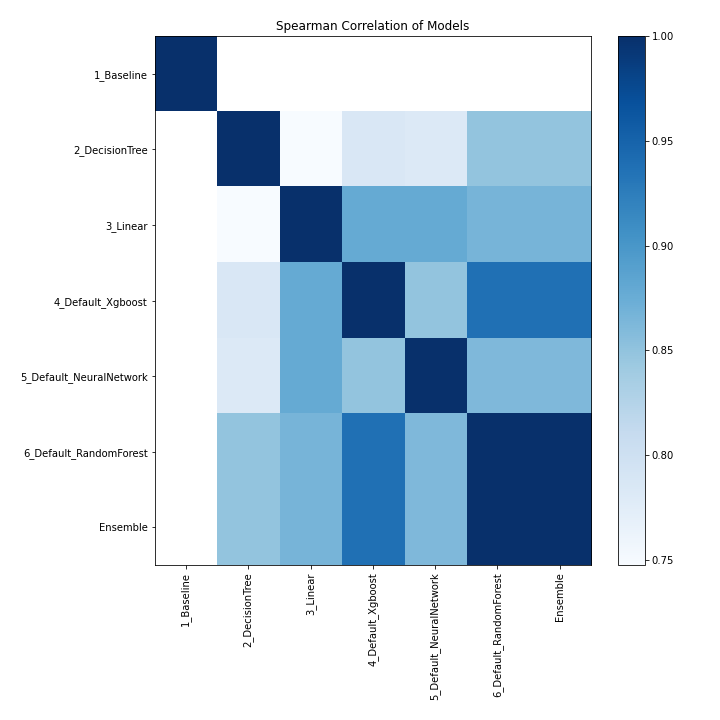 Spearman Correlation of Models
1_Baseline
2_DecisionTree
3_Linear
4_Default_Xgboost
5_Default_NeuralNetwork
6_Default_RandomForest
Ensemble
1_Baseline
2_DecisionTree
3_Linear
4_Default_Xgboost
5_Default_NeuralNetwork
6_Default_RandomForest
Ensemble
1.00
0.95
0.90
0.85
0.80
0.75